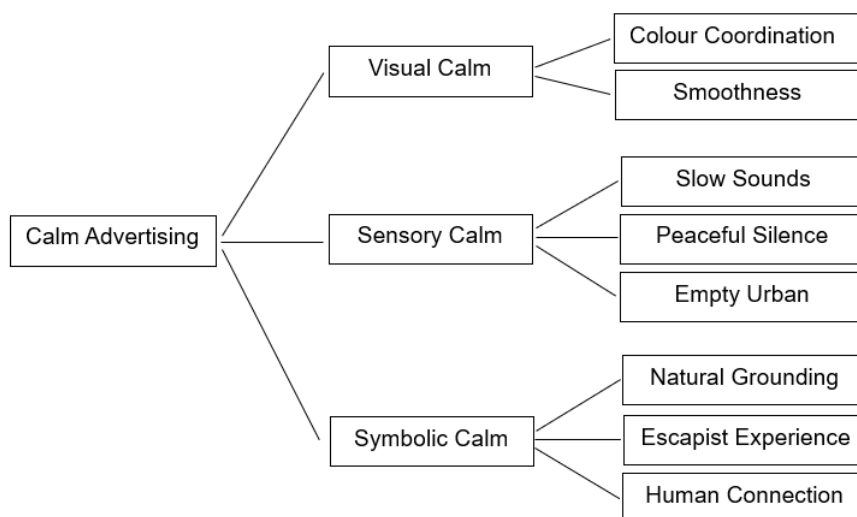 Colour Coordination
Visual Calm
Smoothness
Slow Sounds
Calm Advertising
Sensory Calm
Peaceful Silence
Empty Urban
Natural Grounding
Symbolic Calm
Escapist Experience
Human Connection